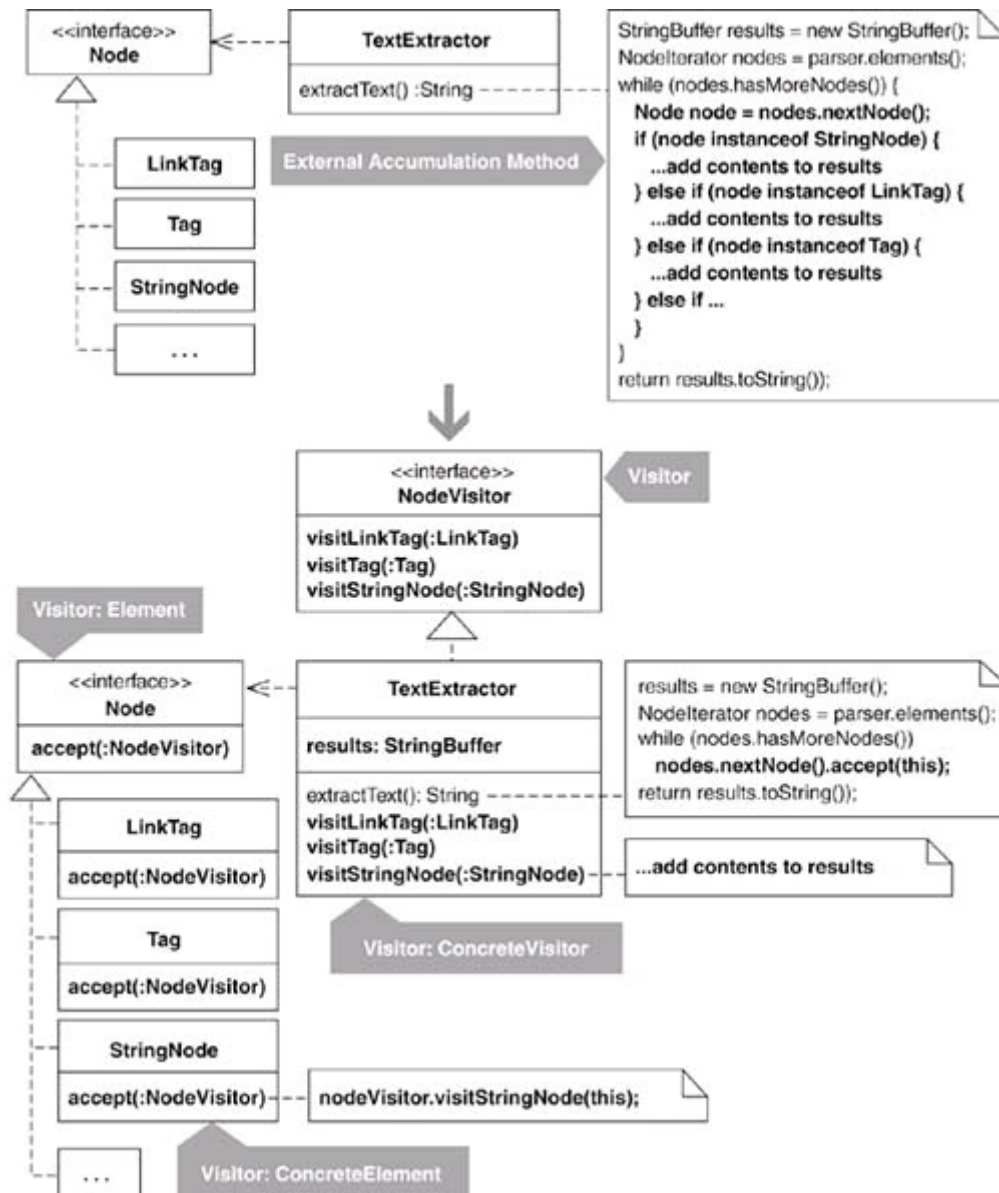 <<interface>>
Node
TextExtractor
extractText() :String
StringBuffer results = new StringBuffer();
NodeIterator nodes = parser.elements();
while (nodes.hasMoreNodes()) {
Node node = nodes.nextNode();
if (node instanceof StringNode) {
...add contents to results
} else if (node instanceof LinkTag) {
...add contents to results
} else if (node instanceof Tag) {
...add contents to results
} else if ...
}
}
return results.toString());
LinkTag
External Accumulation Method
Tag
StringNode
...
<<interface>>
NodeVisitor
visitLinkTag(:LinkTag)
visitTag(:Tag)
visitStringNode(:StringNode)
Visitor
Visitor: Element
<<interface>>
Node
accept(:NodeVisitor)
TextExtractor
results: StringBuffer
extractText(): String
visitLinkTag(:LinkTag)
visitTag(:Tag)
visitStringNode(:StringNode)
results = new StringBuffer();
NodeIterator nodes = parser.elements();
while (nodes.hasMoreNodes())
nodes.nextNode().accept(this);
return results.toString());
...add contents to results
Visitor: ConcreteVisitor
LinkTag
accept(:NodeVisitor)
Tag
accept(:NodeVisitor)
StringNode
accept(:NodeVisitor)
nodeVisitor.visitStringNode(this);
...
Visitor: ConcreteElement